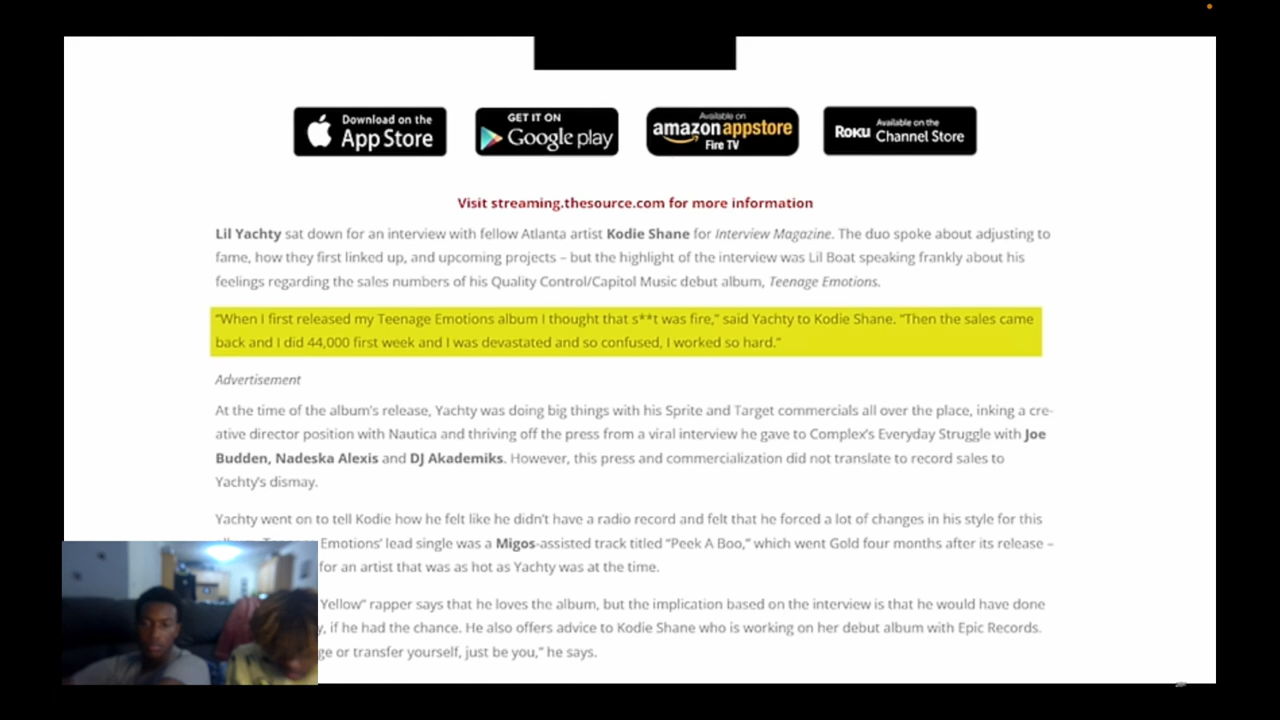 Download on the
App Store
GET IT ON
Google play
Available on
amazon appstore
Fire TV
ROKU
Available on the
Channel Store
Visit streaming.thesource.com for more information
Lil Yachty sat down for an interview with fellow Atlanta artist Kodie Shane for Interview Magazine. The duo spoke about adjusting to
fame, how they first linked up, and upcoming projects – but the highlight of the interview was Lil Boat speaking frankly about his
feelings regarding the sales numbers of his Quality Control/Capitol Music debut album, Teenage Emotions.
“When I first released my Teenage Emotions album I thought that s**t was fire,” said Yachty to Kodie Shane. “Then the sales came
back and I did 44,000 first week and I was devastated and so confused, I worked so hard.”
Advertisement
At the time of the album’s release, Yachty was doing big things with his Sprite and Target commercials all over the place, inking a cre-
ative director position with Nautica and thriving off the press from a viral interview he gave to Complex’s Everyday Struggle with Joe
Budden, Nadeska Alexis and DJ Akademiks. However, this press and commercialization did not translate to record sales to
Yachty’s dismay.
Yachty went on to tell Kodie how he felt like he didn’t have a radio record and felt that he forced a lot of changes in his style for this
Emotions’ lead single was a Migos-assisted track titled “Peek A Boo,” which went Gold four months after its release –
for an artist that was as hot as Yachty was at the time.
Yellow” rapper says that he loves the album, but the implication based on the interview is that he would have done
if he had the chance. He also offers advice to Kodie Shane who is working on her debut album with Epic Records.
or transfer yourself, just be you,” he says.